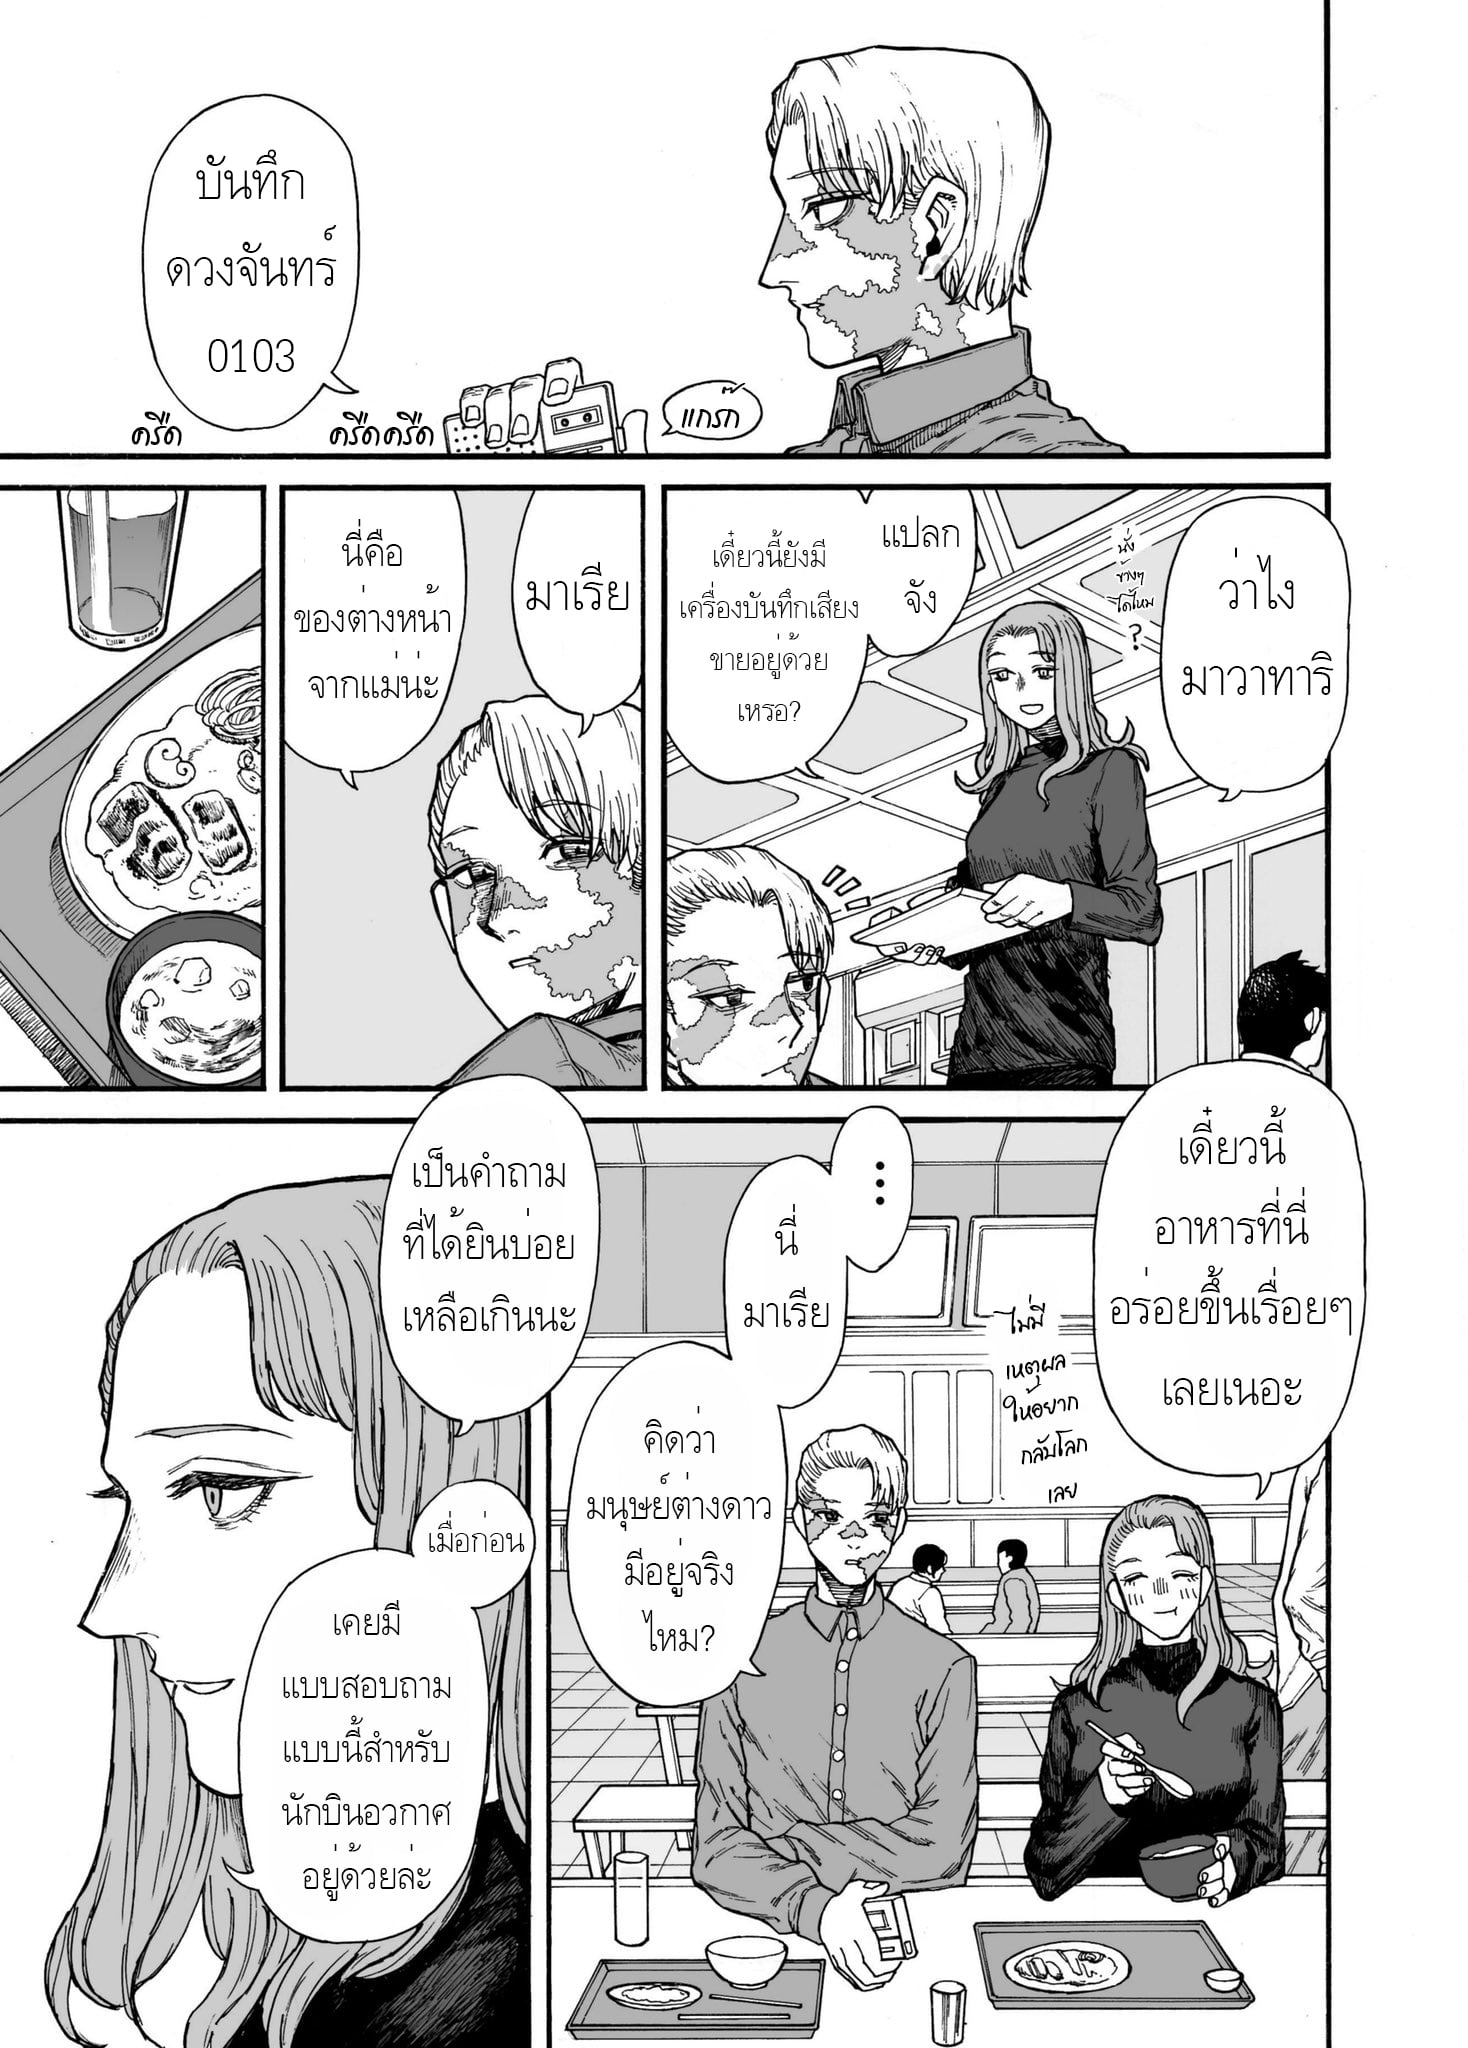 บันทึก
ดวงจันทร์
0103
แกร๊ก
ครืดครืด
ครืด
ว่าไง
มาวาทาริ
นั่ง
ข้างๆ
ได้ไหม
?
แปลก
จัง
เดี๋ยวนี้ยังมี
เครื่องบันทึกเสียง
ขายอยู่ด้วย
เหรอ?
มาเรีย
นี่คือ
ของต่างหน้า
จากแม่น่ะ
เดี๋ยวนี้
อาหารที่นี่
อร่อยขึ้นเรื่อยๆ
เลยเนอะ
ไม่มี
เหตุผล
ให้อยาก
กลับโลก
เลย
...
นี่
มาเรีย
คิดว่า
มนุษย์ต่างดาว
มีอยู่จริง
ไหม?
เป็นคำถาม
ที่ได้ยินบ่อย
เหลือเกินนะ
เมื่อก่อน
เคยมี
แบบสอบถาม
แบบนี้สำหรับ
นักบินอวกาศ
อยู่ด้วยล่ะ